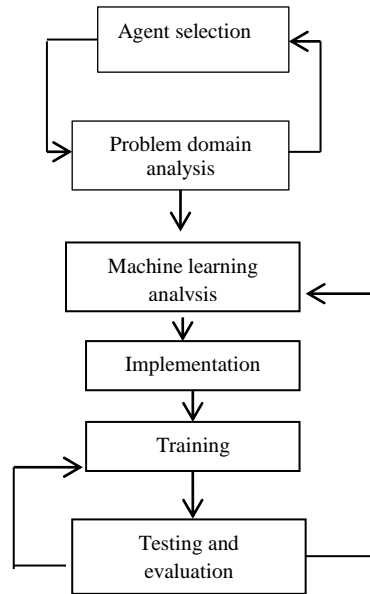 Agent selection
Problem domain
analysis
Machine learning
analvsis
Implementation
Training
Testing and
evaluation